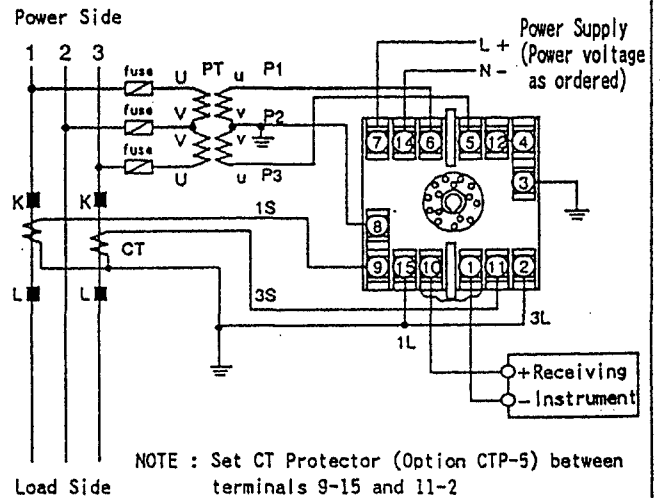 Power Side
1 2 3
fuse U PT u P1
fuse V V v v P2
fuse U u P3
L + Power Supply
N - (Power voltage
as ordered)
7 14 6 5 12 4
3
8
9 15 10 1 11 2
K K
1S
CT
L L
3S
1L
3L
+ Receiving
- Instrument
NOTE : Set CT Protector (Option CTP-5) between
terminals 9-15 and 11-2
Load Side